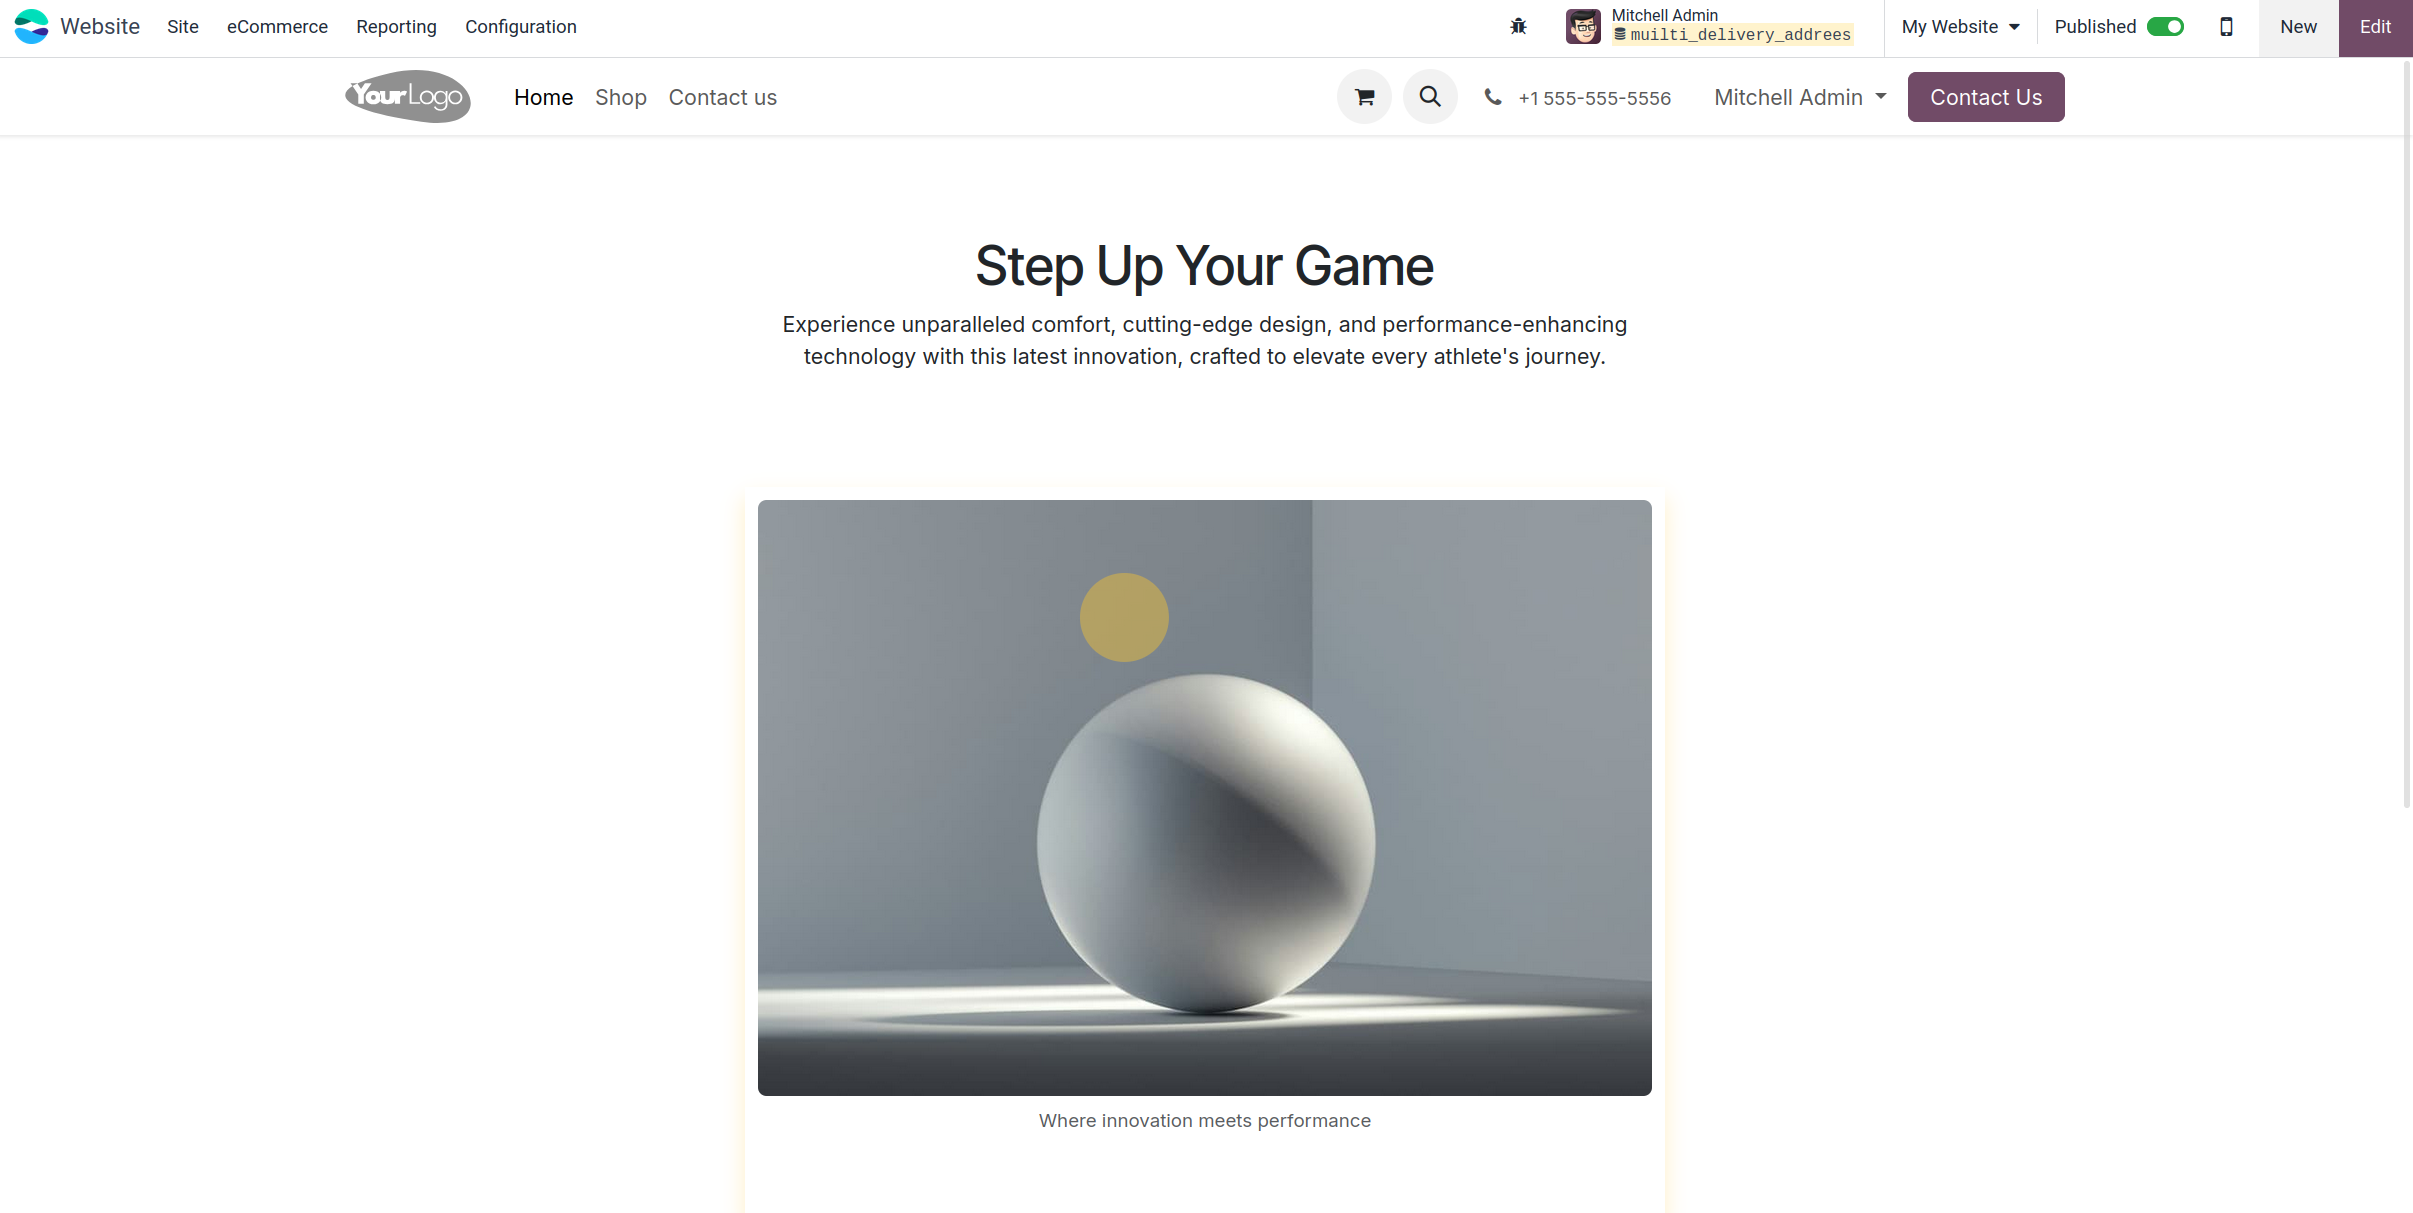 Website Site eCommerce Reporting Configuration
Mitchell Admin
muilti_delivery_addrees
My Website Published New Edit
YourLogo Home Shop Contact us +1 555-555-5556 Mitchell Admin Contact Us
Step Up Your Game
Experience unparalleled comfort, cutting-edge design, and performance-enhancing
technology with this latest innovation, crafted to elevate every athlete's journey.
Where innovation meets performance